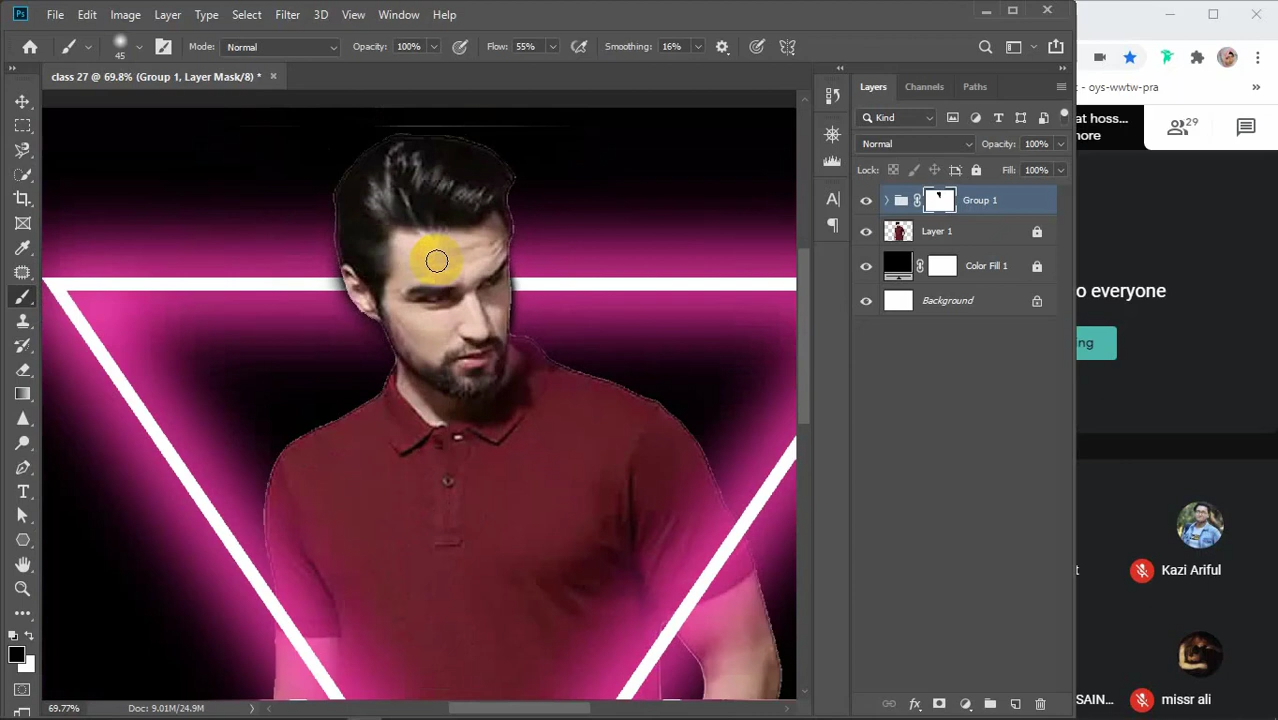 Ps File Edit Image Layer Type Select Filter 3D View Window Help
45 Mode: Normal Opacity: 100% Flow: 55% Smoothing: 16%
class 27 @ 69.8% (Group 1, Layer Mask/8) *
Layers Channels Paths
Kind
Normal Opacity: 100%
Lock: Fill: 100%
Group 1
Layer 1
Color Fill 1
Background
69.77% Doc: 9.01M/24.9M
- oys-wwtw-pra
at hoss...
more
29
o everyone
ng
t Kazi Ariful
SAIN... missr ali